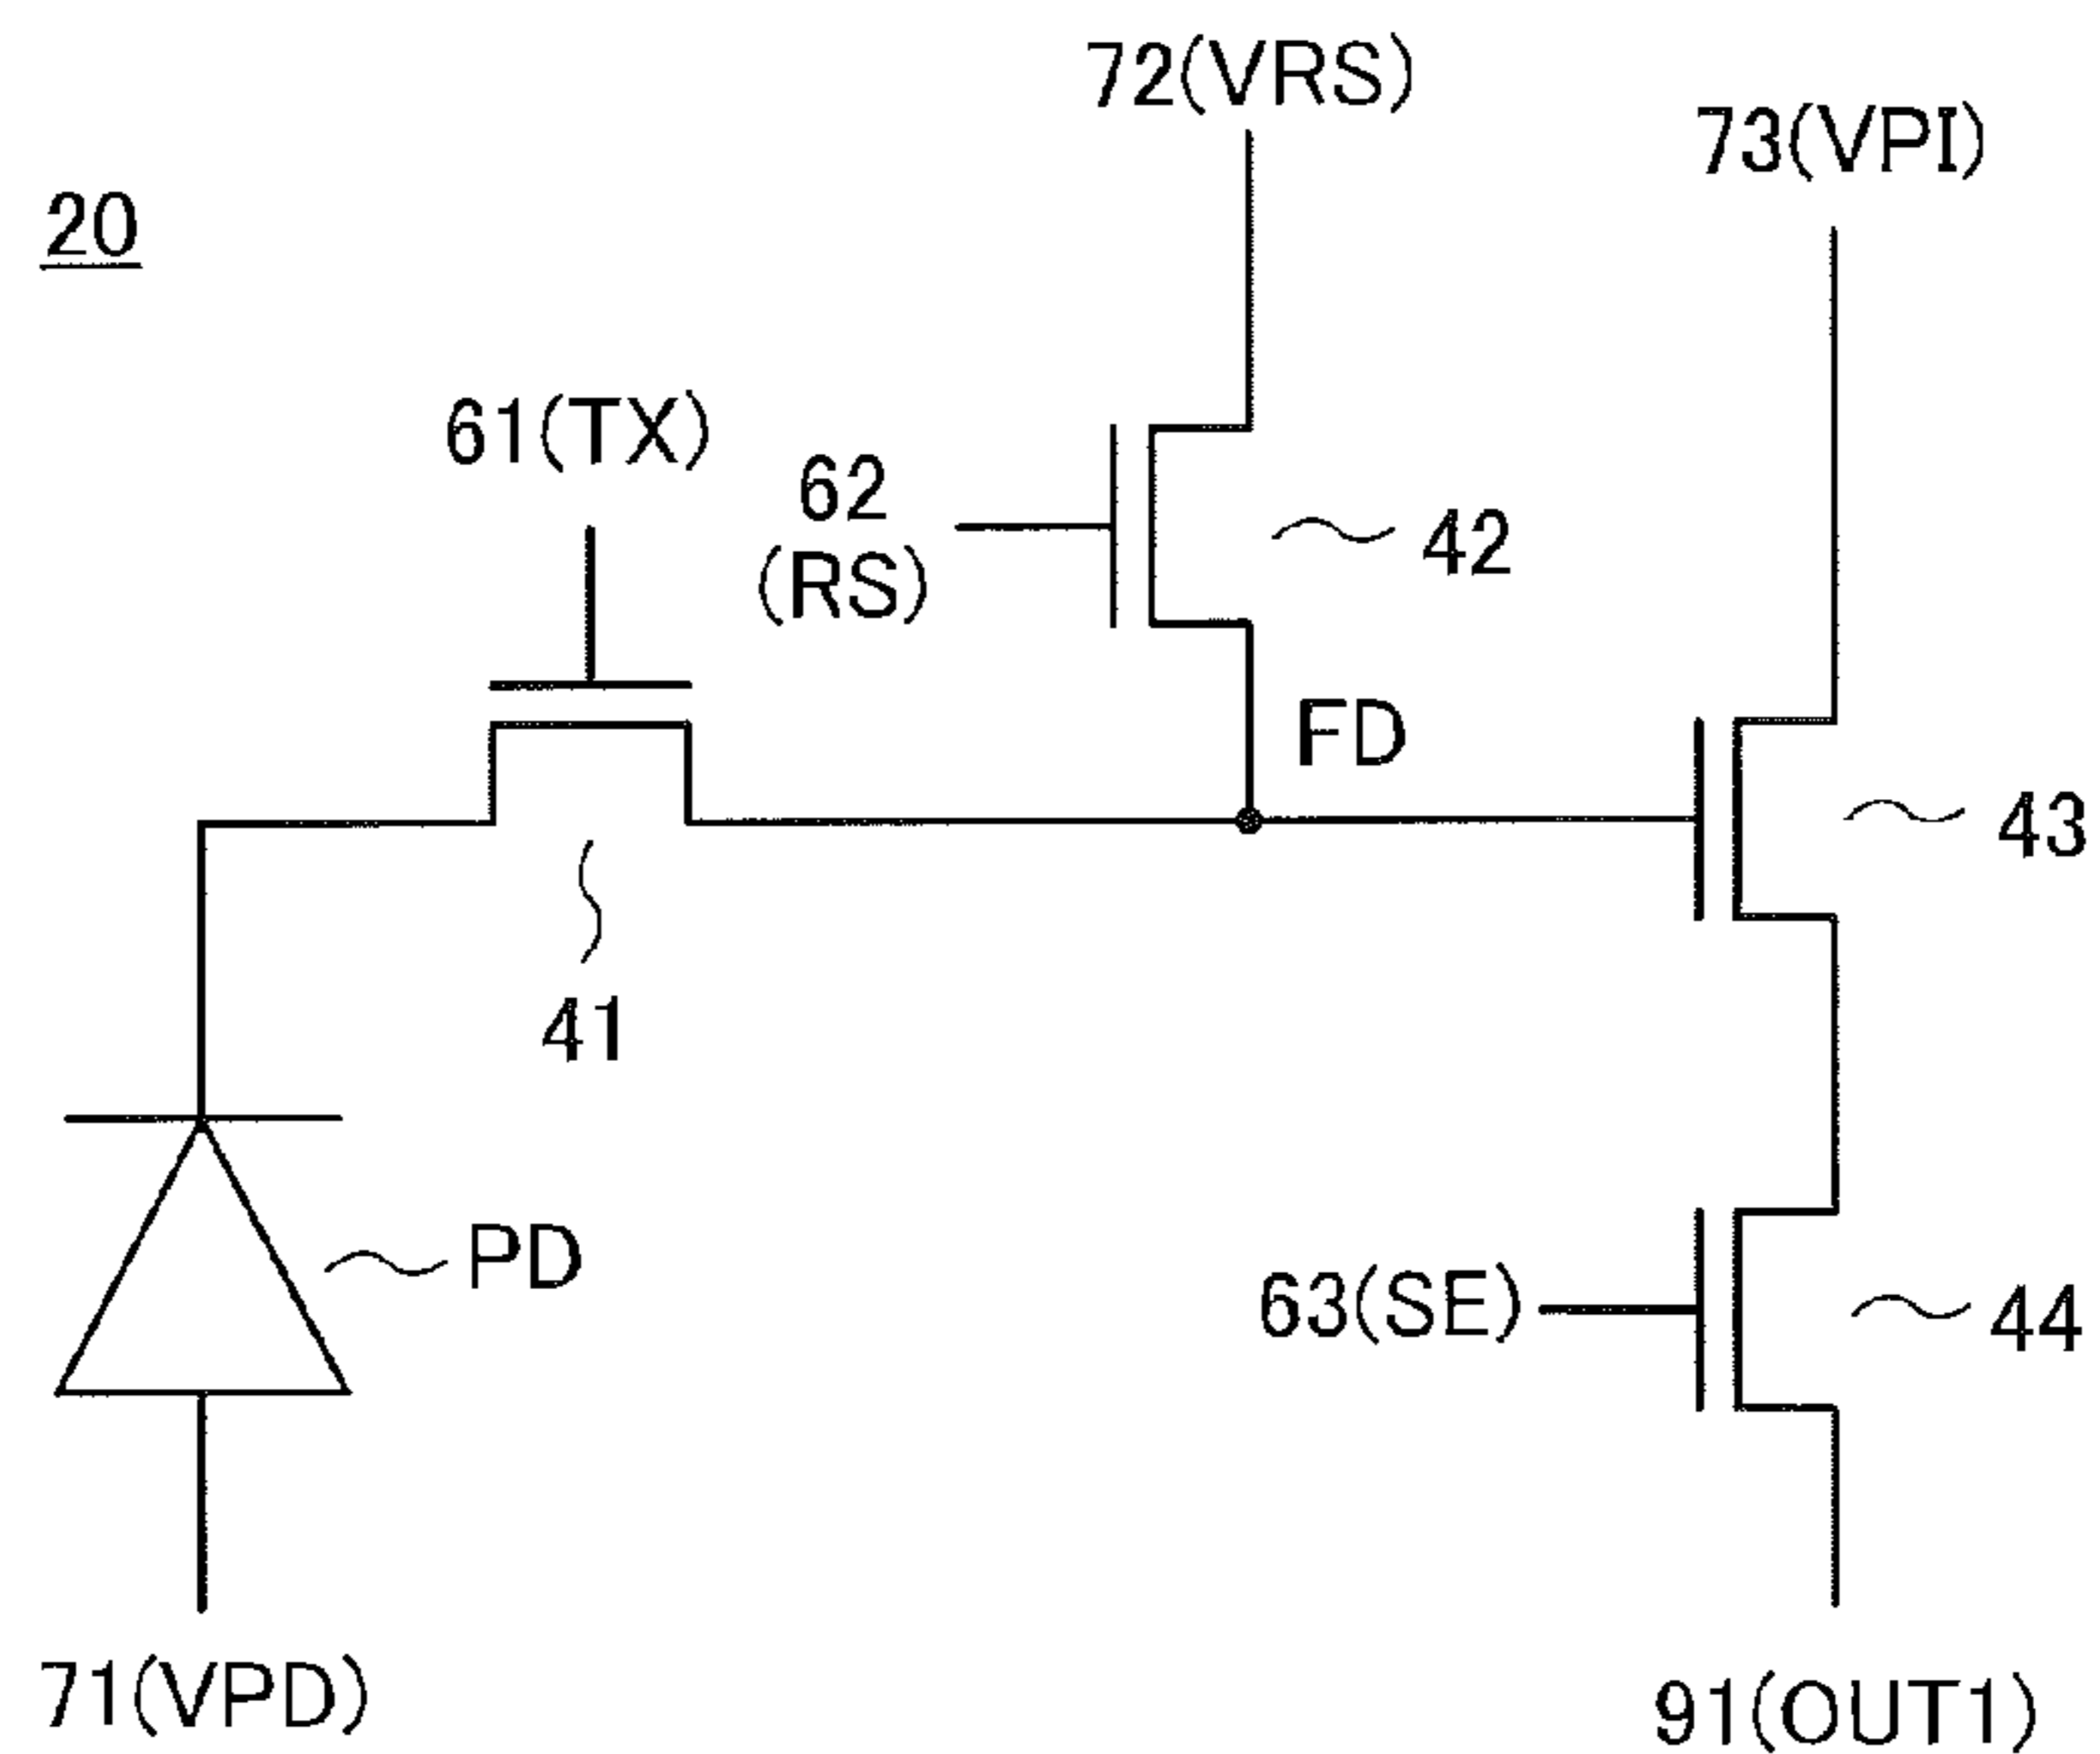 72(VRS)
73(VPI)
20
61(TX)
62
(RS)
42
FD
43
41
PD
63(SE)
44
71(VPD)
91(OUT1)